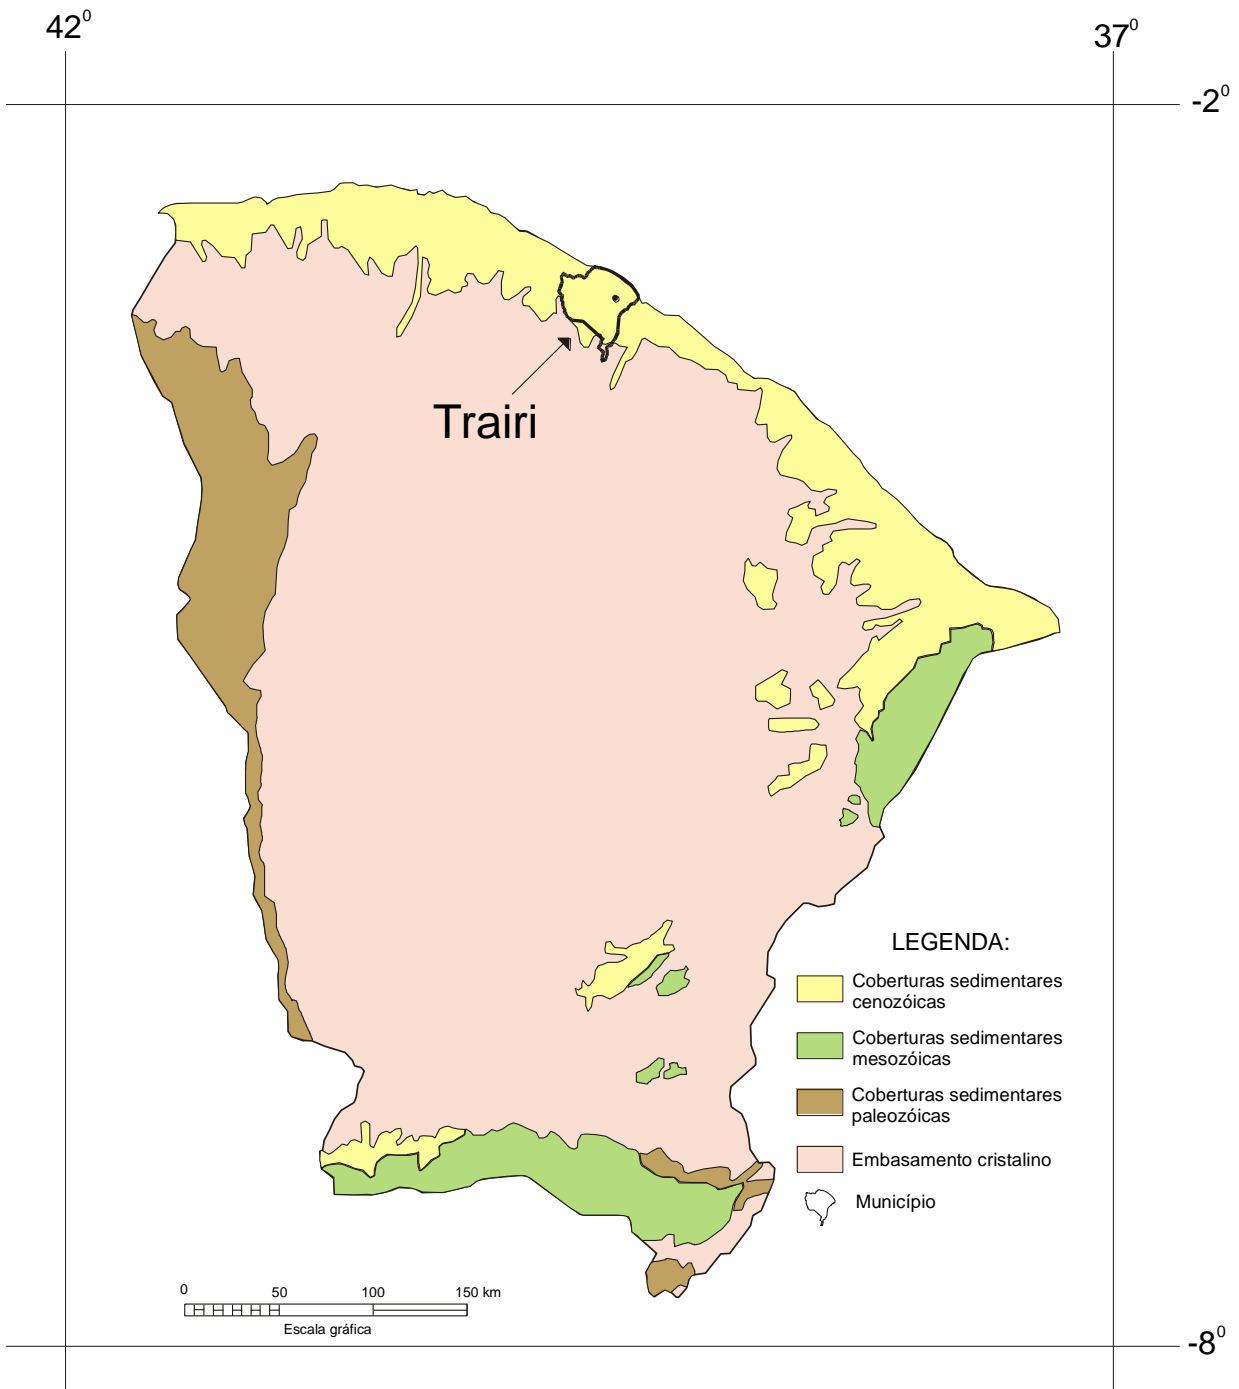 42⁰
37⁰
-2⁰
Trairi
LEGENDA:
Coberturas sedimentares
cenozóicas
Coberturas sedimentares
mesozóicas
Coberturas sedimentares
paleozóicas
Embasamento cristalino
Município
0 50 100 150 km
Escala gráfica
-8⁰